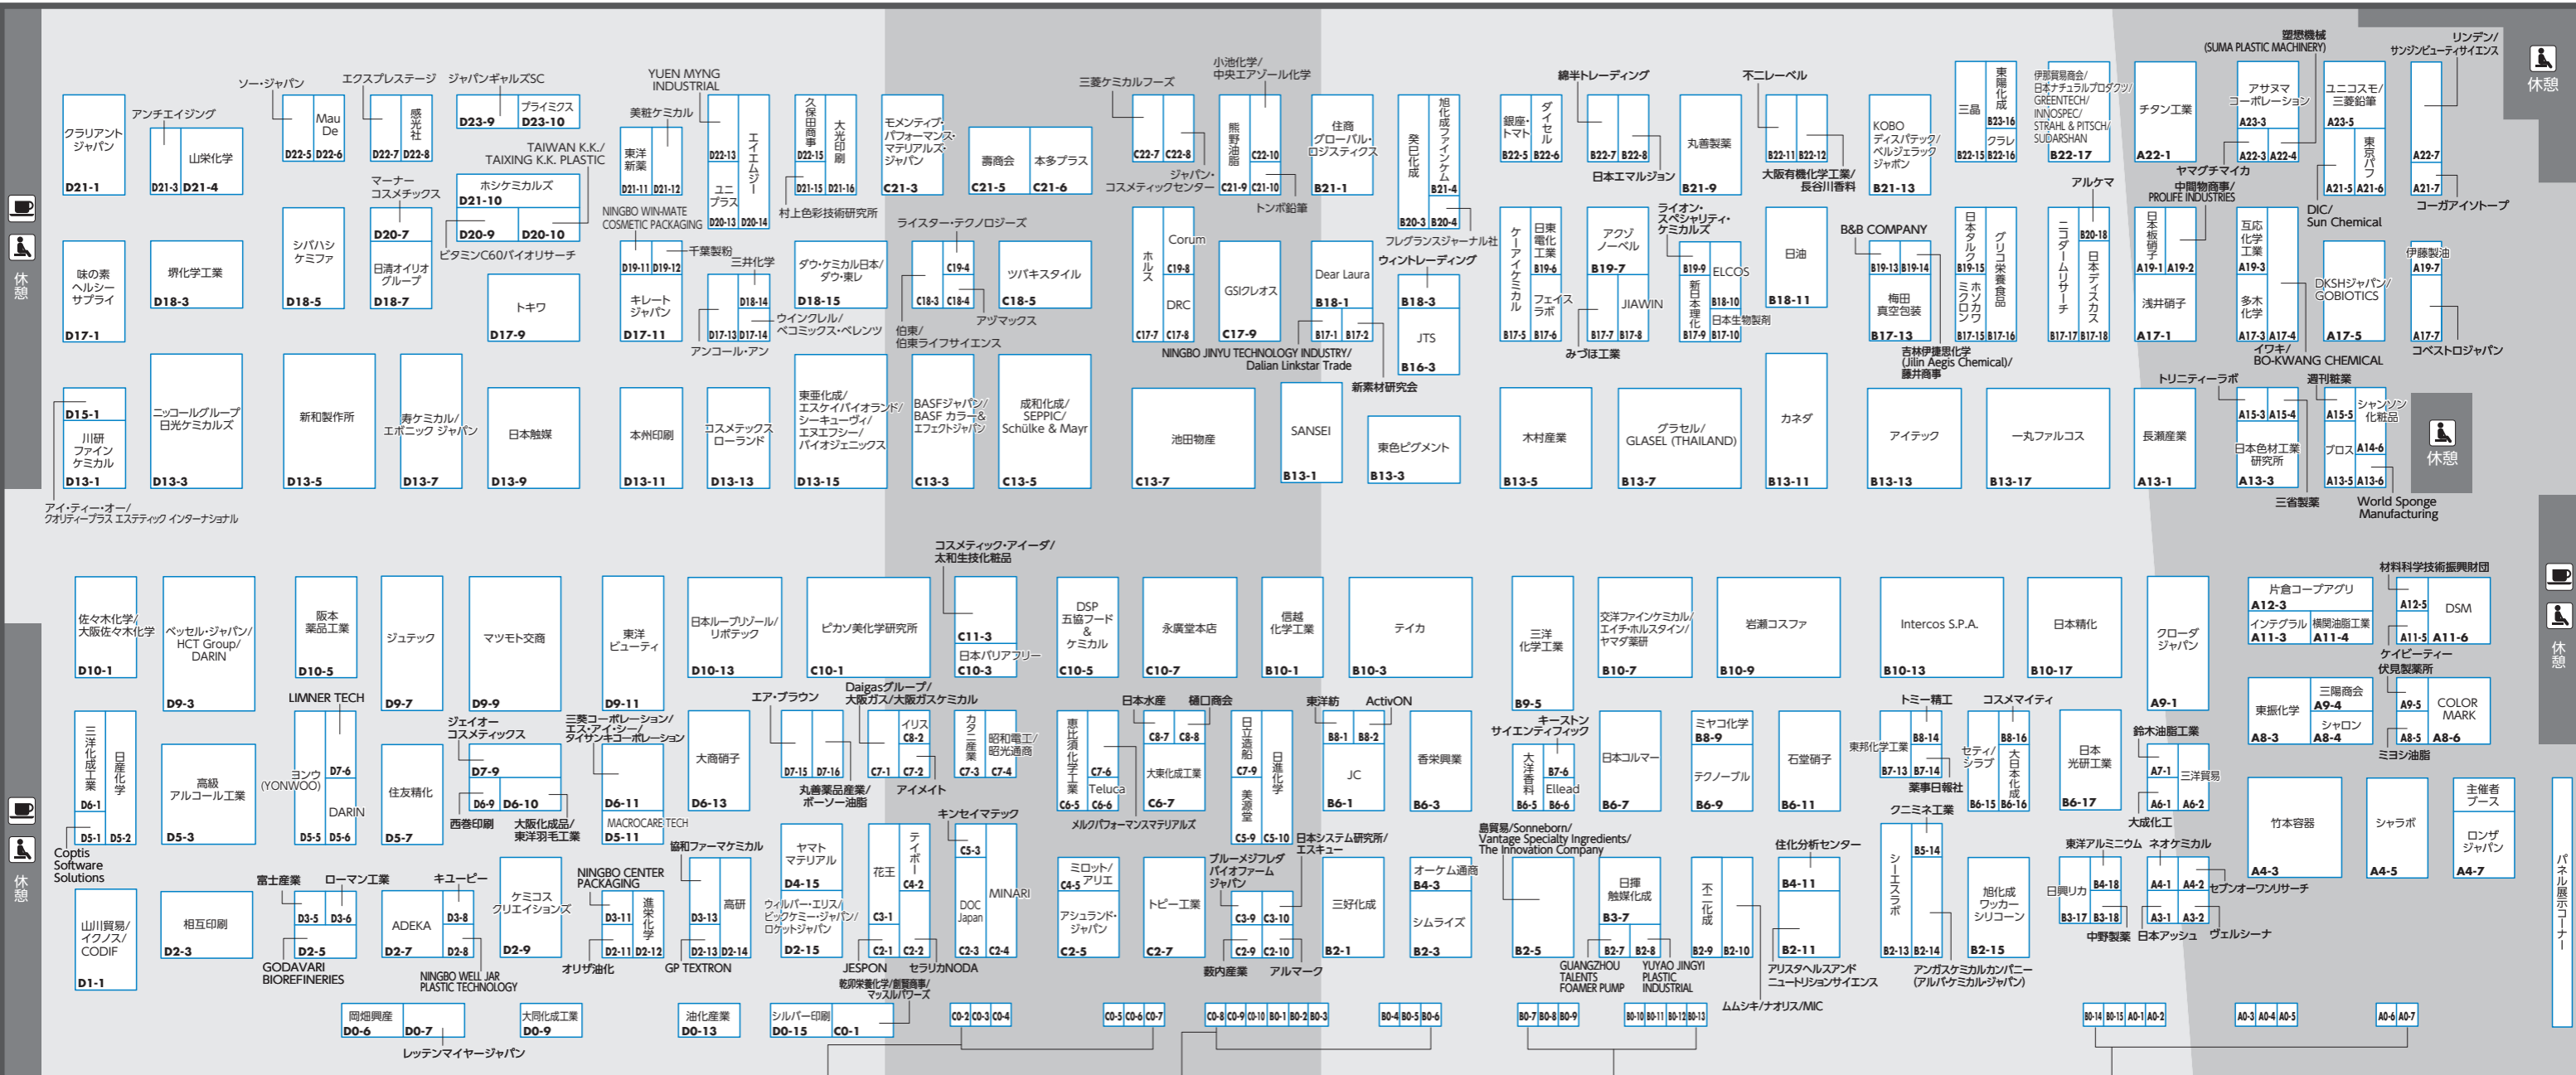 塑想機械
(SUMA PLASTIC MACHINERY)
リンデン/
サンジンビューティサイエンス
休憩
クラリアント
ジャパン
D21-1
アンチエイジング
D21-3
山栄化学
D21-4
ソー・ジャパン
D22-5
Mau
De
D22-6
エクスプレステージ
D22-7
感光社
D22-8
ジャパンギャルズSC
D23-9
プライミクス
D23-10
TAIWAN K.K./
TAIXING K.K. PLASTIC
ホシケミカルズ
D21-10
D20-9
D20-10
ビタミンC60バイオリサーチ
マーナー
コスメチックス
D20-7
日清オイリオ
グループ
D18-7
シバハシ
ケミファ
D18-5
美粧ケミカル
東洋
新薬
D21-11
D21-12
YUEN MYNG
INDUSTRIAL
D22-13
ユニ
プラス
D20-13
エイエムジー
D20-14
久保田商事
D22-15
D21-15
大光印刷
D21-16
村上色彩技術研究所
モメンティブ・
パフォーマンス・
マテリアルズ・
ジャパン
C21-3
壽商会
C21-5
本多プラス
C21-6
三菱ケミカルフーズ
C22-7
C22-8
ジャパン・
コスメティックセンター
小池化学/
中央エアゾール化学
熊野油脂
C21-9
C22-10
C21-10
トンボ鉛筆
住商
グローバル・
ロジスティクス
B21-1
癸巳化成
B20-3
旭化成ファインケム
B21-4
B20-4
フレグランスジャーナル社
銀座・
トマト
B22-5
ダイセル
B22-6
綿半トレーディング
B22-7
B22-8
日本エマルジョン
丸善製薬
B21-9
不二レーベル
B22-11
B22-12
大阪有機化学工業/
長谷川香料
KOBO
ディスパテック/
ベルジェラック
ジャポン
B21-13
三晶
B22-15
東陽化成
B23-16
クラレ
B22-16
伊那貿易商会/
日本ナチュラルプロダクツ/
GREENTECH/
INNOSPEC/
STRAHL & PITSCH/
SUDARSHAN
B22-17
チタン工業
A22-1
アサヌマ
コーポレーション
A23-3
A22-3
A22-4
ヤマグチマイカ
ユニコスモ/
三菱鉛筆
A23-5
A21-5
東京パフ
A21-6
DIC/
Sun Chemical
A22-7
A21-7
コーガアイソトープ
休憩
味の素
ヘルシー
サプライ
D17-1
堺化学工業
D18-3
トキワ
D17-9
NINGBO WIN-MATE
COSMETIC PACKAGING
D19-11
D19-12
千葉製粉
キレート
ジャパン
D17-11
三井化学
D18-14
D17-13
D17-14
ウインクレル/
ベコミックス・ベレンツ
アンコール・アン
ダウ・ケミカル日本/
ダウ・東レ
D18-15
ライスター・テクノロジーズ
C19-4
C18-3
C18-4
アヅマックス
伯東/
伯東ライフサイエンス
ツバキスタイル
C18-5
ホルス
C17-7
Corum
C19-8
DRC
C17-8
GSIクレオス
C17-9
NINGBO JINYU TECHNOLOGY INDUSTRY/
Dalian Linkstar Trade
Dear Laura
B18-1
B17-1
B17-2
新素材研究会
ウィントレーディング
B18-3
JTS
B16-3
ケーアイケミカル
B17-5
日東電化工業
B19-6
フェイス
ラボ
B17-6
アクゾ
ノーベル
B19-7
B17-7
JIAWIN
B17-8
みづほ工業
ライオン・
スペシャリティ・
ケミカルズ
B19-9
ELCOS
B18-10
新日本理化
B17-9
日本生物製剤
B17-10
日油
B18-11
B&B COMPANY
B19-13
B19-14
梅田
真空包装
B17-13
吉林伊捷思化学
(Jilin Aegis Chemical)/
藤井商事
日本タルク
B19-15
ホソカワミクロン
B17-15
グリコ栄養食品
B17-16
アルケマ
B20-18
ニコダームリサーチ
B17-17
日本ディスカス
B17-18
中間物商事/
PROLIFE INDUSTRIES
日本板硝子
A19-1
A19-2
浅井硝子
A17-1
互応
化学
工業
A19-3
多木
化学
A17-3
A17-4
イワキ/
BO-KWANG CHEMICAL
DKSHジャパン/
GOBIOTICS
A17-5
伊藤製油
A19-7
A17-7
コベストロジャパン
D15-1
川研
ファイン
ケミカル
D13-1
アイ・ティー・オー/
クオリティープラス エステティック インターナショナル
ニッコールグループ
日光ケミカルズ
D13-3
新和製作所
D13-5
寿ケミカル/
エボニック ジャパン
D13-7
日本触媒
D13-9
本州印刷
D13-11
コスメテックス
ローランド
D13-13
東亜化成/
エスケイバイオランド/
シーキューヴィ/
エヌエフシー/
バイオジェニックス
D13-15
BASFジャパン/
BASF カラー&
エフェクトジャパン
C13-3
成和化成/
SEPPIC/
Schülke & Mayr
C13-5
池田物産
C13-7
SANSEI
B13-1
東色ピグメント
B13-3
木村産業
B13-5
グラセル/
GLASEL (THAILAND)
B13-7
カネダ
B13-11
アイテック
B13-13
一丸ファルコス
B13-17
長瀬産業
A13-1
トリニティーラボ
A15-3
A15-4
日本色材工業
研究所
A13-3
三省製薬
週刊粧業
A15-5
シャンソン
化粧品
A14-6
プロス
A13-5
A13-6
World Sponge
Manufacturing
休憩
佐々木化学/
大阪佐々木化学
D10-1
ベッセル・ジャパン/
HCT Group/
DARIN
D9-3
阪本
薬品工業
D10-5
ジュテック
D9-7
マツモト交商
D9-9
東洋
ビューティ
D9-11
日本ルーブリゾール/
リポテック
D10-13
ピカソ美化学研究所
C10-1
コスメティック・アイーダ/
太和生技化粧品
C11-3
日本バリアフリー
C10-3
DSP
五協フード
&
ケミカル
C10-5
永廣堂本店
C10-7
信越
化学工業
B10-1
テイカ
B10-3
三洋
化学工業
B9-5
交洋ファインケミカル/
エイチ・ホルスタイン/
ヤマダ薬研
B10-7
岩瀬コスファ
B10-9
Intercos S.P.A.
B10-13
日本精化
B10-17
クローダ
ジャパン
A9-1
片倉コープアグリ
A12-3
インテグラル
A11-3
横関油脂工業
A11-4
材料科学技術振興財団
A12-5
DSM
A11-5
A11-6
ケイビーティー
休憩
三洋化成工業
D6-1
D5-1
日産化学
D5-2
Coptis
Software
Solutions
高級
アルコール工業
D5-3
LIMNER TECH
ヨンウ
(YONWOO)
D5-5
D7-6
DARIN
D5-6
住友精化
D5-7
ジェイオー
コスメティックス
D7-9
D6-9
D6-10
西巻印刷
大阪化成品/
東洋羽毛工業
三葵コーポレーション/
エス・アイ・シー/
タイサンキコーポレーション
D6-11
MACROCARE TECH
D5-11
大商硝子
D6-13
エア・ブラウン
D7-15
D7-16
丸善薬品産業/
ボーソー油脂
Daigasグループ/
大阪ガス/大阪ガスケミカル
C7-1
イリス
C8-2
C7-2
アイメイト
カタニ産業
C7-3
昭和電工/
昭光通商
C7-4
恵比須化学工業
C6-5
C7-6
Teluca
C6-6
メルクパフォーマンスマテリアルズ
日本水産
樋口商会
C8-7
C8-8
大東化成工業
C6-7
日立造船
C7-9
美源堂
C5-9
日進化学
C5-10
東洋紡
ActivON
B8-1
B8-2
JC
B6-1
香栄興業
B6-3
キーストン
サイエンティフィック
大洋香料
B6-5
B7-6
Ellead
B6-6
日本コルマー
B6-7
ミヤコ化学
B8-9
テクノーブル
B6-9
石堂硝子
B6-11
トミー精工
B8-14
東邦化学工業
B7-13
B7-14
薬事日報社
コスメマイティ
B8-16
セティ/
シラブ
B6-15
大日本化成
B6-16
日本
光研工業
B6-17
鈴木油脂工業
A7-1
三洋貿易
A6-1
A6-2
大成化工
東振化学
A8-3
三陽商会
A9-4
シャロン
A8-4
伏見製薬所
A9-5
COLOR
MARK
A8-5
A8-6
ミヨシ油脂
竹本容器
A4-3
シャラボ
A4-5
主催者
ブース
ロンザ
ジャパン
A4-7
パネル展示コーナー
休憩
山川貿易/
イクノス/
CODIF
D1-1
相互印刷
D2-3
富士産業
ローマン工業
D3-5
D3-6
D2-5
GODAVARI
BIOREFINERIES
キユーピー
ADEKA
D2-7
D3-8
D2-8
NINGBO WELL JAR
PLASTIC TECHNOLOGY
ケミコス
クリエイションズ
D2-9
NINGBO CENTER
PACKAGING
D3-11
D2-11
進栄化学
D2-12
オリザ油化
協和ファーマケミカル
D3-13
D2-13
高研
D2-14
GP TEXTRON
ヤマト
マテリアル
D4-15
ウィルバー・エリス/
ビックケミー・ジャパン/
ロケットジャパン
D2-15
花王
C3-1
C2-1
テイボー
C4-2
C2-2
JESPON
セラリカNODA
キンセイマテック
C5-3
DOC
Japan
C2-3
MINARI
C2-4
ミロット/
アリエ
C4-5
アシュランド・
ジャパン
C2-5
トピー工業
C2-7
ブルーメジフレダ
バイオファーム
ジャパン
日本システム研究所/
エスキュー
C3-9
C3-10
C2-9
C2-10
薮内産業
アルマーク
三好化成
B2-1
オーケム通商
B4-3
シムライズ
B2-3
島貿易/Sonneborn/
Vantage Specialty Ingredients/
The Innovation Company
B2-5
日揮
触媒化成
B3-7
B2-7
B2-8
GUANGZHOU
TALENTS
FOAMER PUMP
YUYAO JINGYI
PLASTIC
INDUSTRIAL
不二化成
B2-9
B2-10
ムムシキ/ナオリス/MIC
住化分析センター
B4-11
B2-11
アリスタヘルスアンド
ニュートリションサイエンス
クニミネ工業
B5-14
シーエスラボ
B2-13
B2-14
アンガスケミカルカンパニー
(アルバ・ケミカル・ジャパン)
旭化成
ワッカー
シリコーン
B2-15
東洋アルミニウム
日興リカ
B4-18
B3-17
B3-18
中野製薬
ネオケミカル
A4-1
A4-2
セブンオーワンリサーチ
A3-1
A3-2
日本アッシュ
ヴェルシーナ
岡畑興産
D0-6
D0-7
レッテンマイヤージャパン
大同化成工業
D0-9
油化産業
D0-13
シルバー印刷
D0-15
C0-1
乾卯栄養化学/創賢商事/
マッスルパワーズ
C0-2 C0-3 C0-4
C0-5 C0-6 C0-7
C0-8 C0-9 C0-10 B0-1 B0-2 B0-3
B0-4 B0-5 B0-6
B0-7 B0-8 B0-9
B0-10 B0-11 B0-12 B0-13
B0-14 B0-15 A0-1 A0-2
A0-3 A0-4 A0-5
A0-6 A0-7